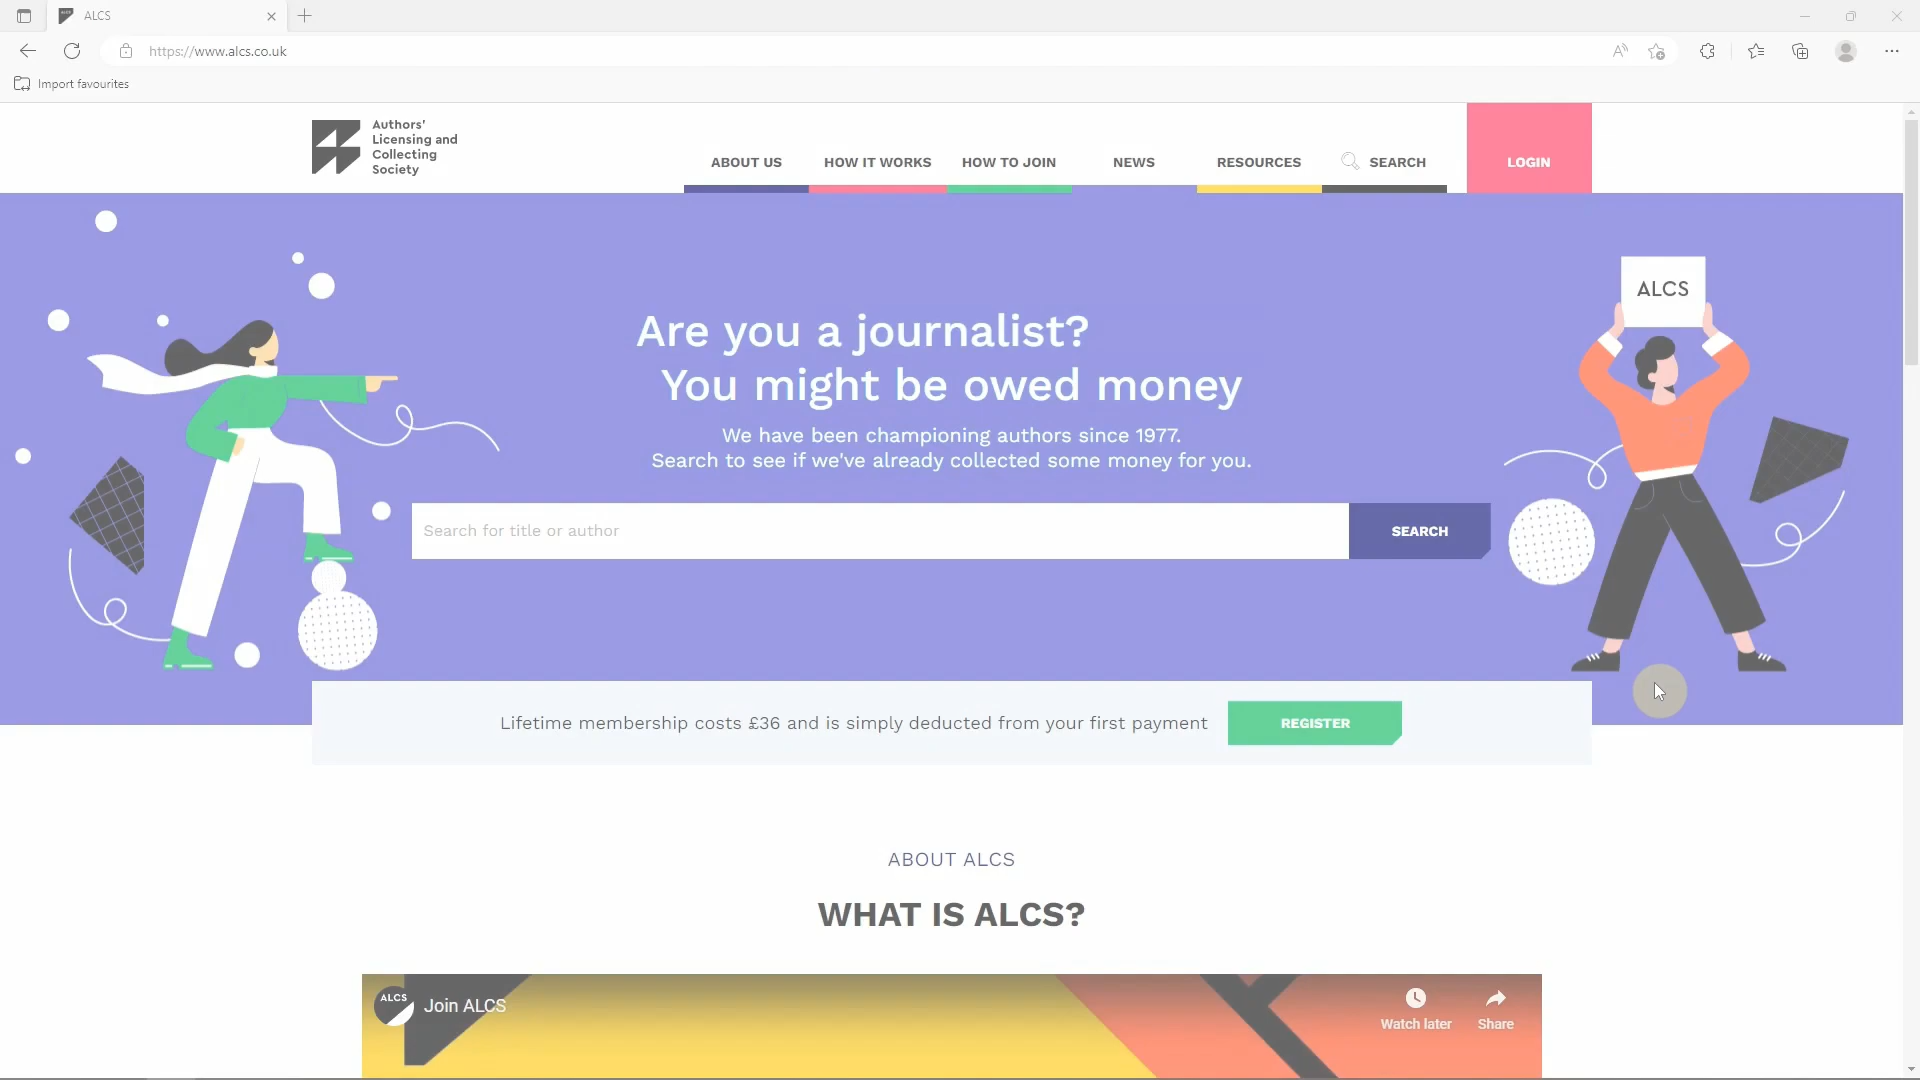 ALCS
https://www.alcs.co.uk
Import favourites
Authors'
Licensing and
Collecting
Society
ABOUT US
HOW IT WORKS
HOW TO JOIN
NEWS
RESOURCES
SEARCH
LOGIN
ALCS
Are you a journalist?
You might be owed money
We have been championing authors since 1977.
Search to see if we've already collected some money for you.
Search for title or author
SEARCH
Lifetime membership costs £36 and is simply deducted from your first payment
REGISTER
ABOUT ALCS
WHAT IS ALCS?
ALCS
Join ALCS
Watch later
Share